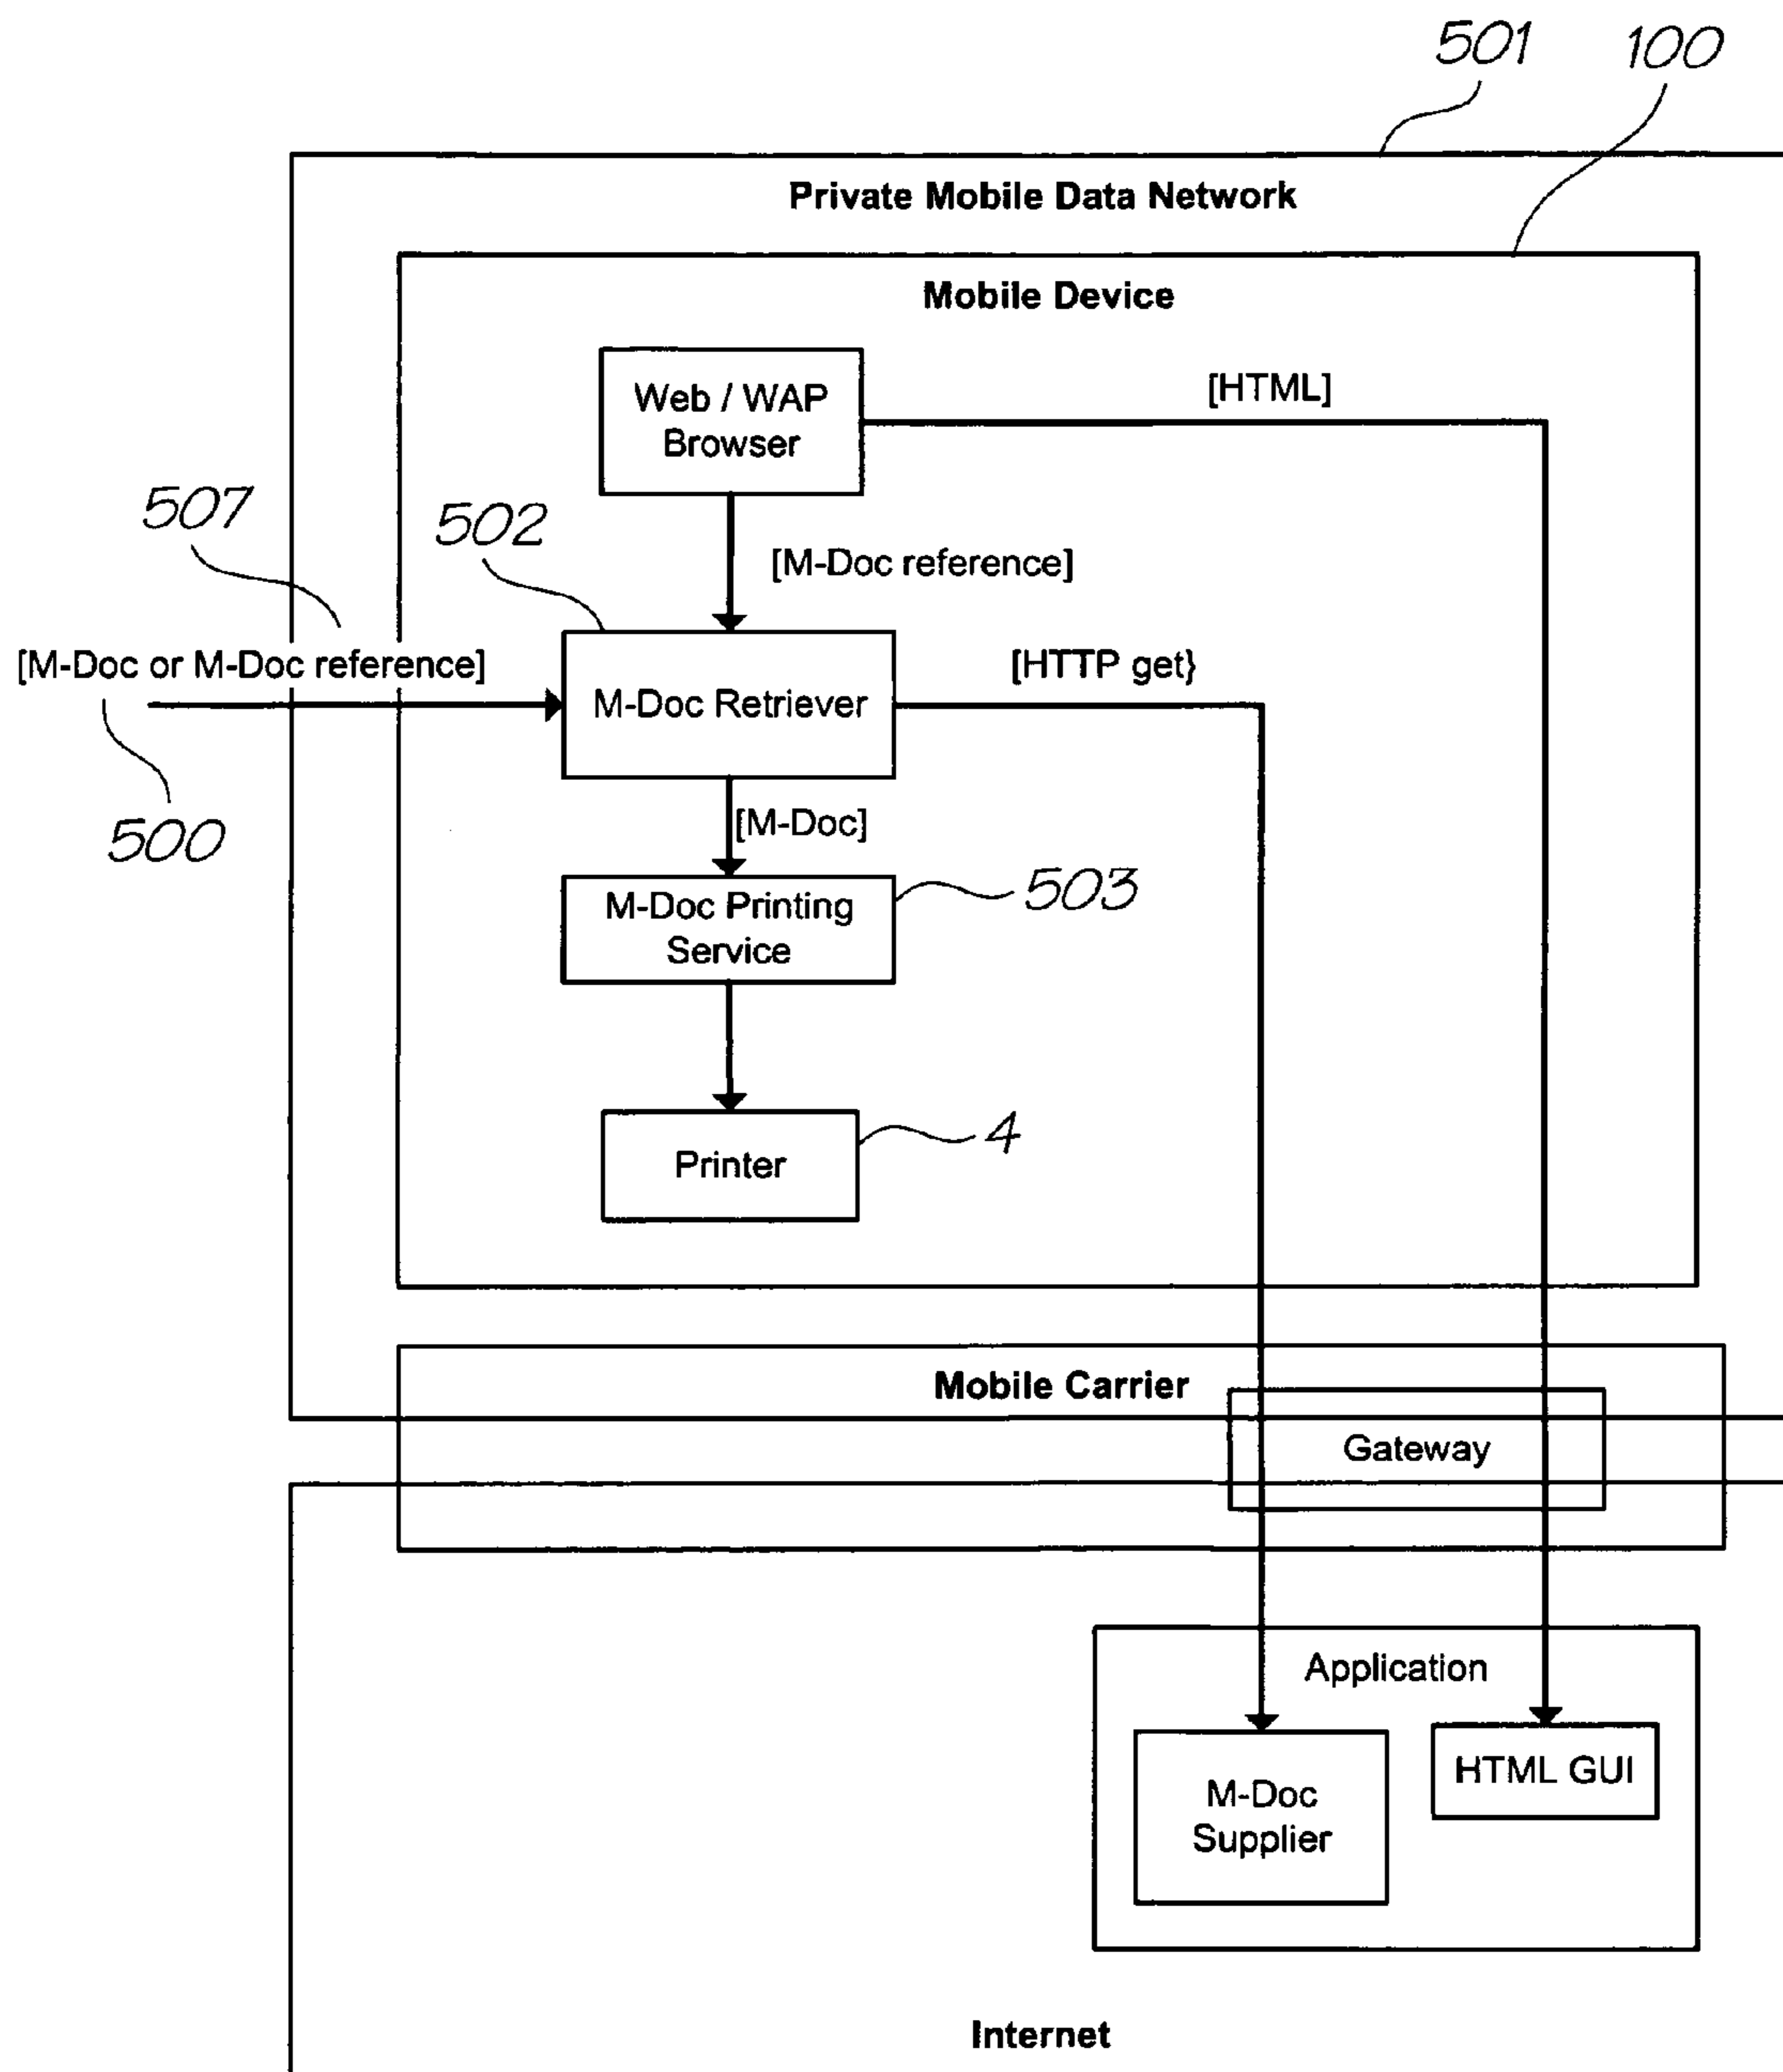 501
100
Private Mobile Data Network
Mobile Device
Web / WAP
Browser
[HTML]
507
502
[M-Doc reference]
[M-Doc or M-Doc reference]
M-Doc Retriever
[HTTP get}
500
[M-Doc]
M-Doc Printing
Service
503
Printer
4
Mobile Carrier
Gateway
Application
M-Doc
Supplier
HTML GUI
Internet